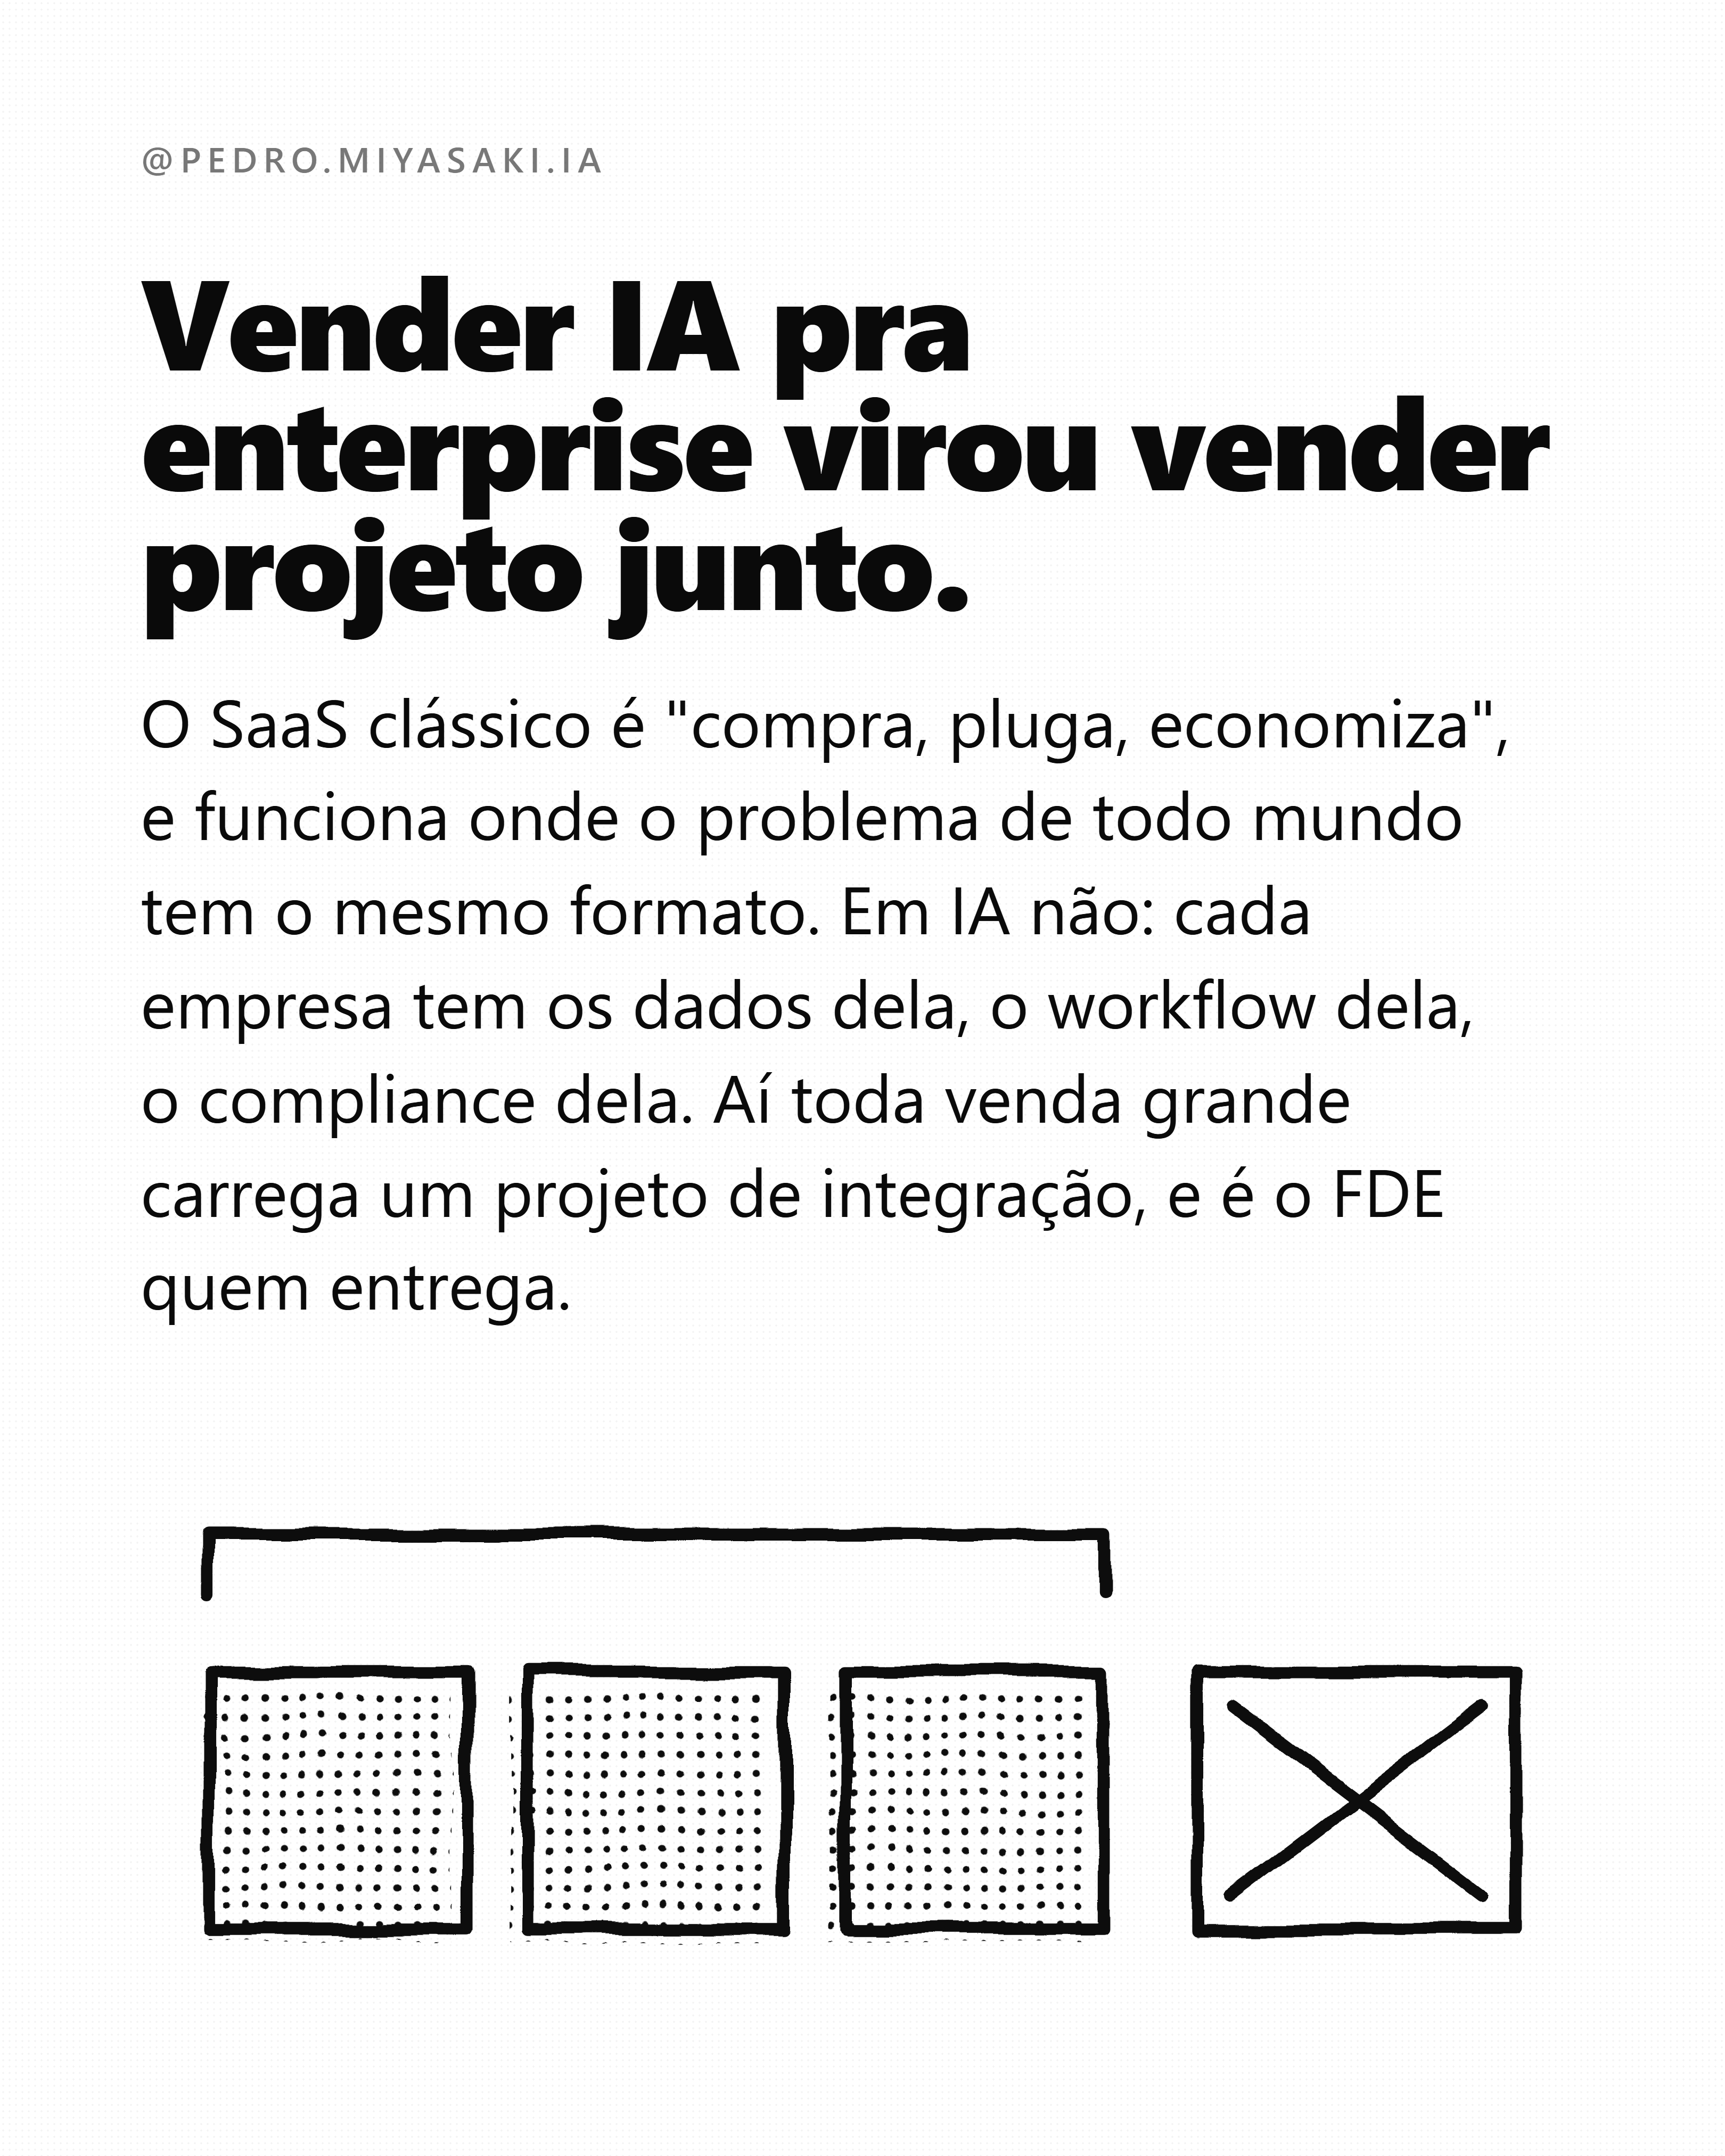 @PEDRO.MIYASAKI.IA
Vender IA pra
enterprise virou vender
projeto junto.
O SaaS clássico é "compra, pluga, economiza",
e funciona onde o problema de todo mundo
tem o mesmo formato. Em IA não: cada
empresa tem os dados dela, o workflow dela,
o compliance dela. Aí toda venda grande
carrega um projeto de integração, e é o FDE
quem entrega.